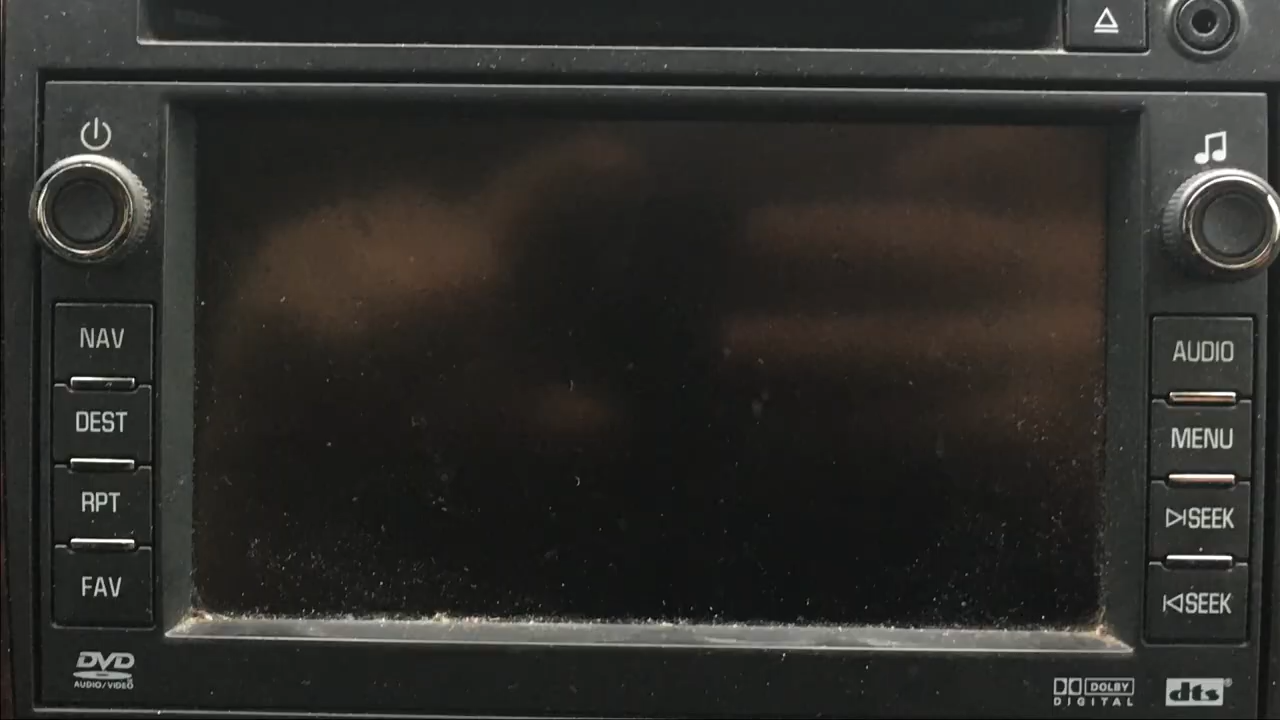 NAV
DEST
RPT
FAV
AUDIO
MENU
SEEK
SEEK
DVD
AUDIO/VIDEO
DOLBY
DIGITAL
dts